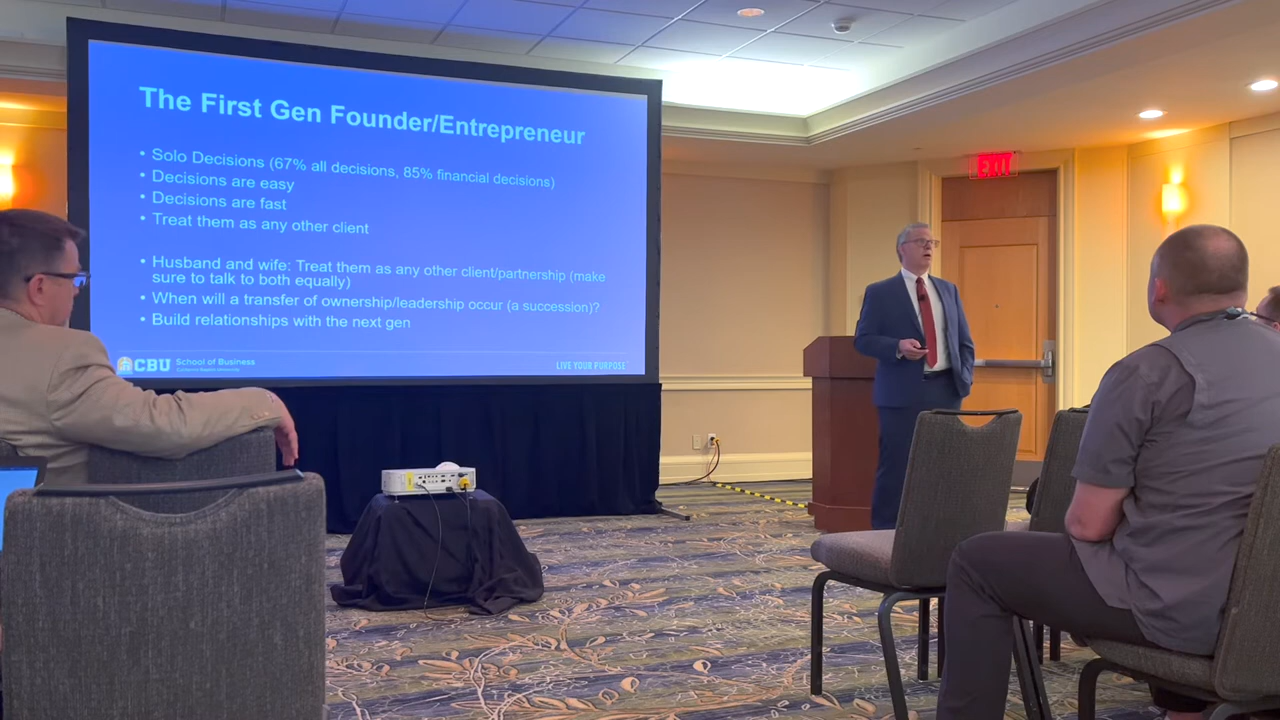 The First Gen Founder/Entrepreneur
• Solo Decisions (67% all decisions, 85% financial decisions)
• Decisions are easy
• Decisions are fast
• Treat them as any other client
• Husband and wife: Treat them as any other client/partnership (make
sure to talk to both equally)
• When will a transfer of ownership/leadership occur (a succession)?
• Build relationships with the next gen
CBU School of Business
California Baptist University
LIVE YOUR PURPOSE
EXIT